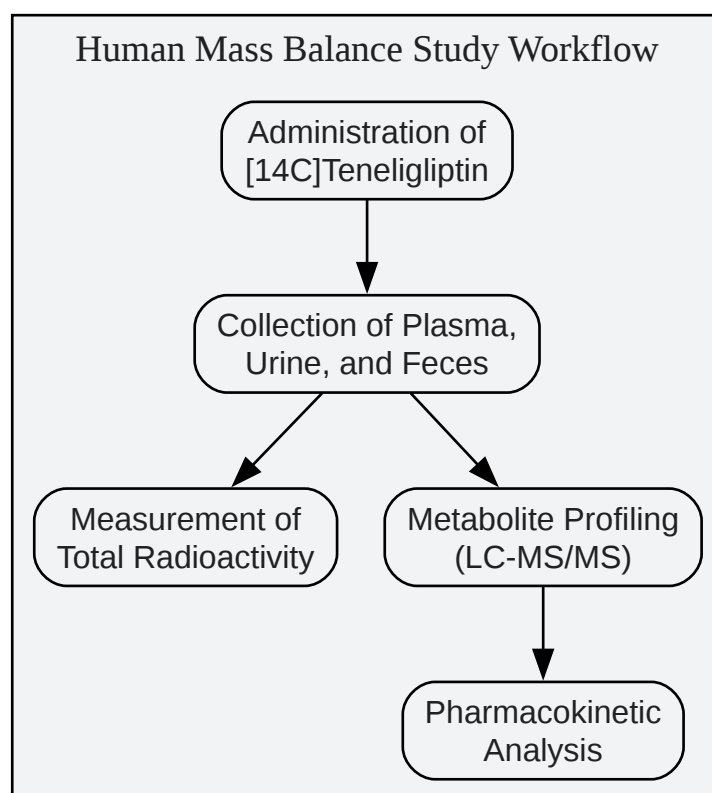 Human Mass Balance Study Workflow
Administration of
[14C]Teneligliptin
Collection of Plasma,
Urine, and Feces
Measurement of
Total Radioactivity
Metabolite Profiling
(LC-MS/MS)
Pharmacokinetic
Analysis